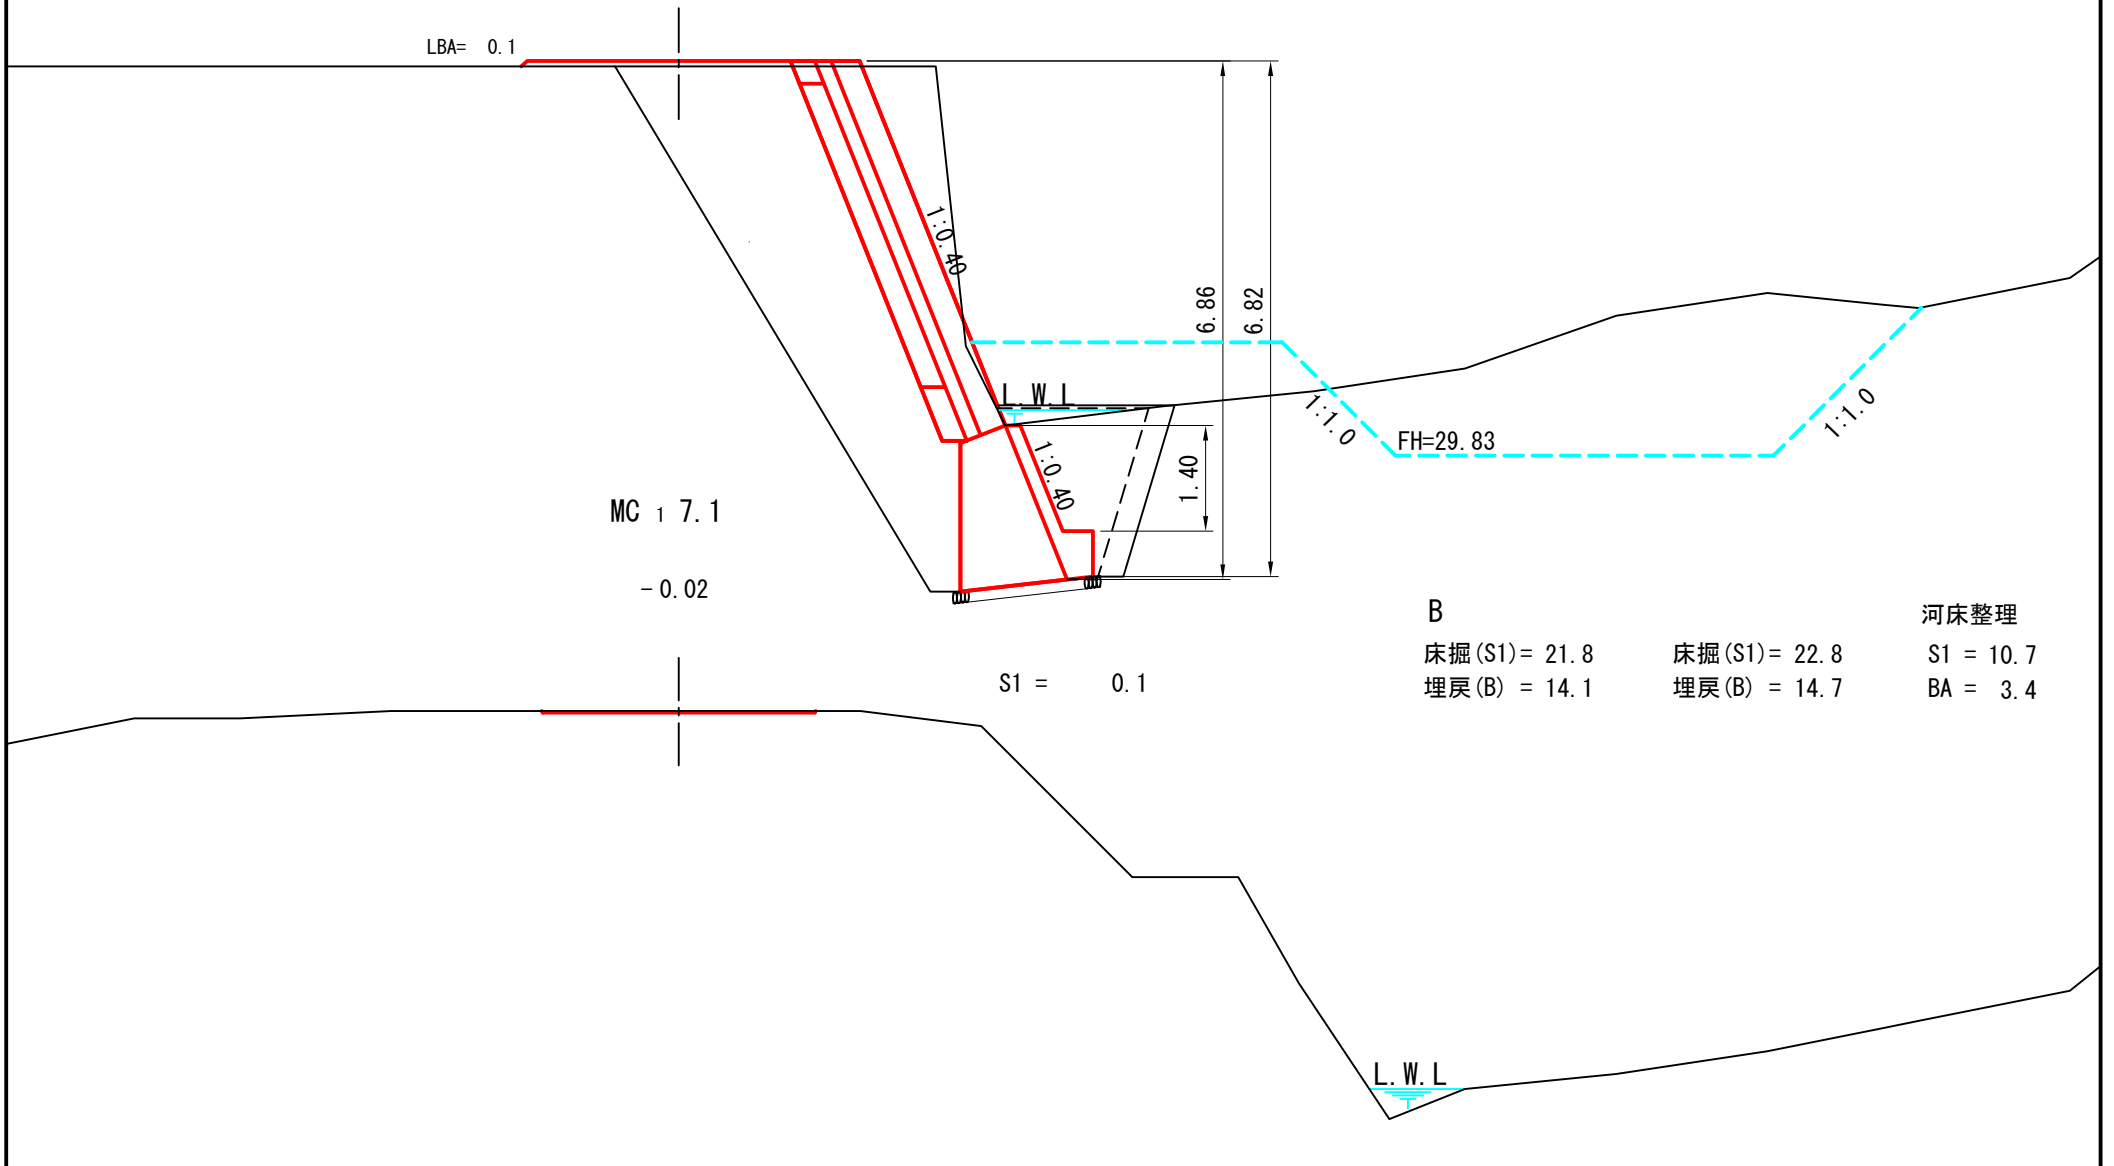 LBA= 0.1
1:0.40
6.86
6.82
L.W.L
1:1.0
1:1.0
FH=29.83
1:0.40
1.40
MC 1 7.1
-0.02
B 河床整理
床掘(S1)= 21.8 床掘(S1)= 22.8 S1 = 10.7
埋戻(B) = 14.1 埋戻(B) = 14.7 BA = 3.4
S1 = 0.1
L.W.L